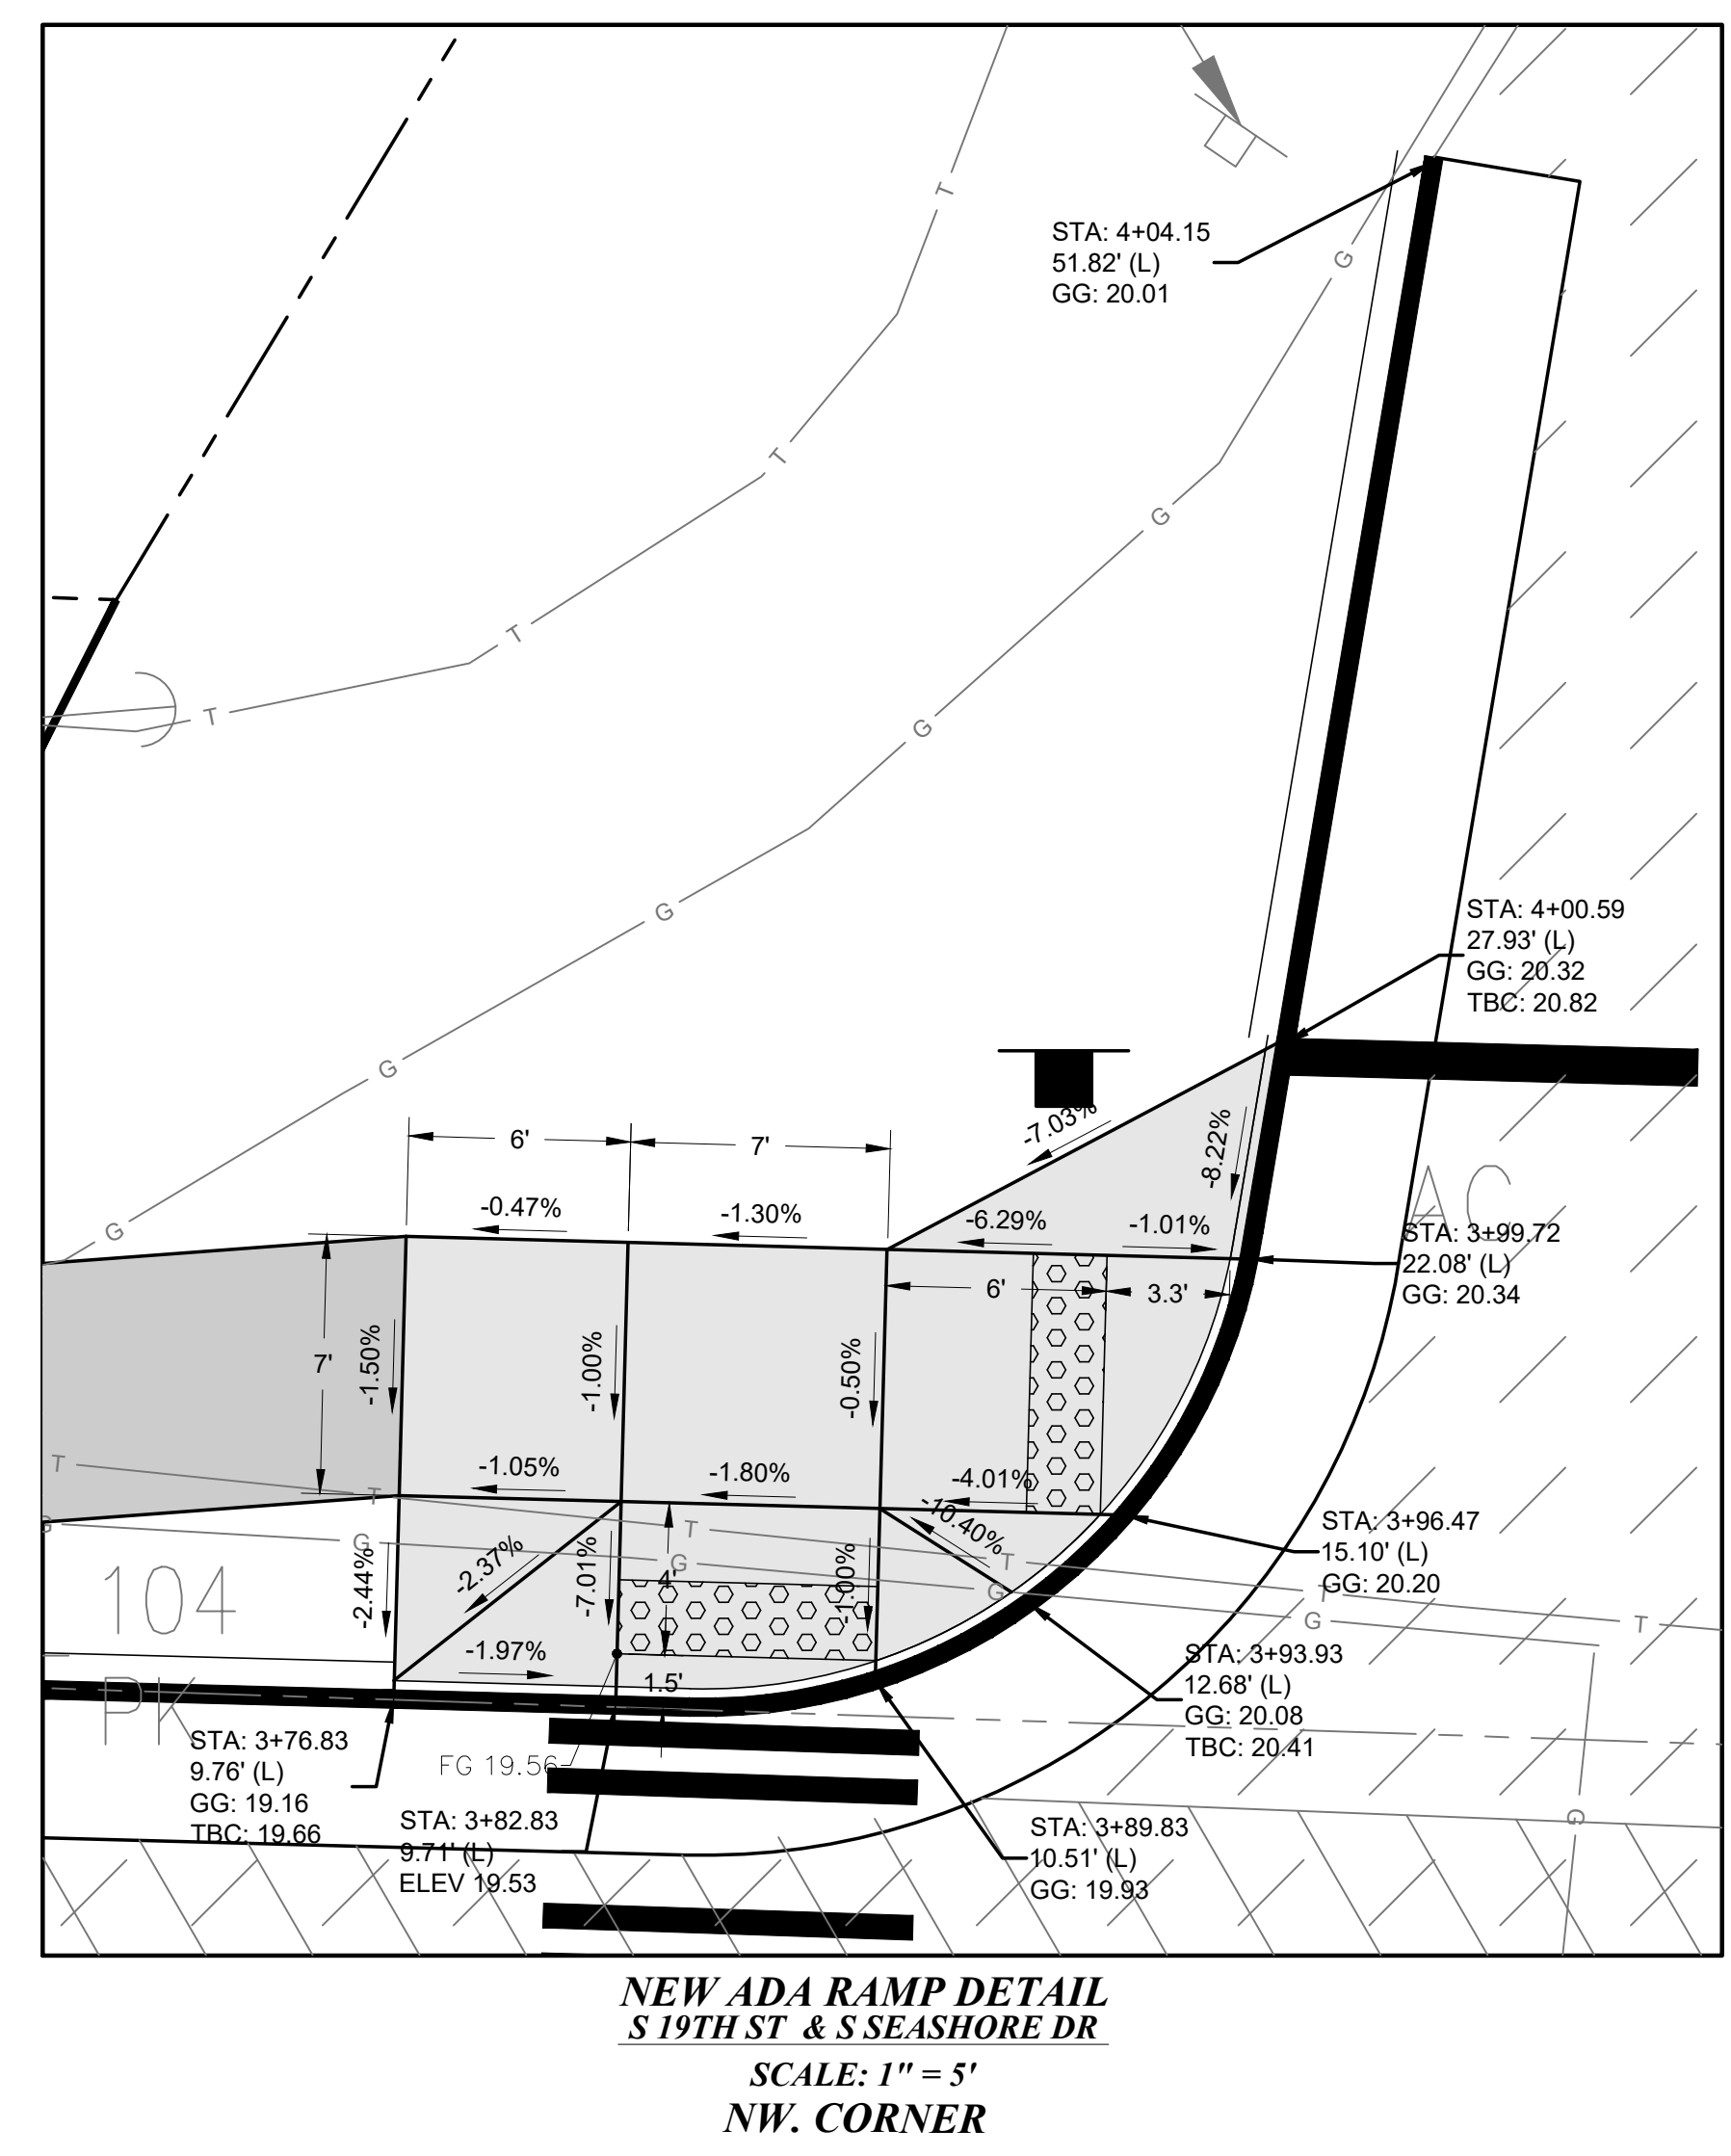 T
T
T
T
G
G
G
G
G
G
STA: 4+04.15
51.82' (L)
GG: 20.01
STA: 4+00.59
27.93' (L)
GG: 20.32
TBC: 20.82
-7.03%
-8.22%
6'
7'
-0.47%
-1.30%
-6.29%
-1.01%
AC
STA: 3+99.72
22.08' (L)
GG: 20.34
6'
3.3'
7'
-1.50%
-1.00%
-0.50%
T
T
-1.05%
-1.80%
-4.01%
-10.40%
G
G
T
G
T
G
T
G
T
STA: 3+96.47
15.10' (L)
GG: 20.20
104
-2.44%
-2.37%
-7.01%
4'
-1.00%
-1.97%
1.5'
PK
STA: 3+93.93
12.68' (L)
GG: 20.08
TBC: 20.41
STA: 3+76.83
9.76' (L)
GG: 19.16
TBC: 19.66
FG 19.56
STA: 3+82.83
9.71' (L)
ELEV 19.53
STA: 3+89.83
10.51' (L)
GG: 19.93
G
NEW ADA RAMP DETAIL
S 19TH ST & S SEASHORE DR
SCALE: 1" = 5'
NW. CORNER